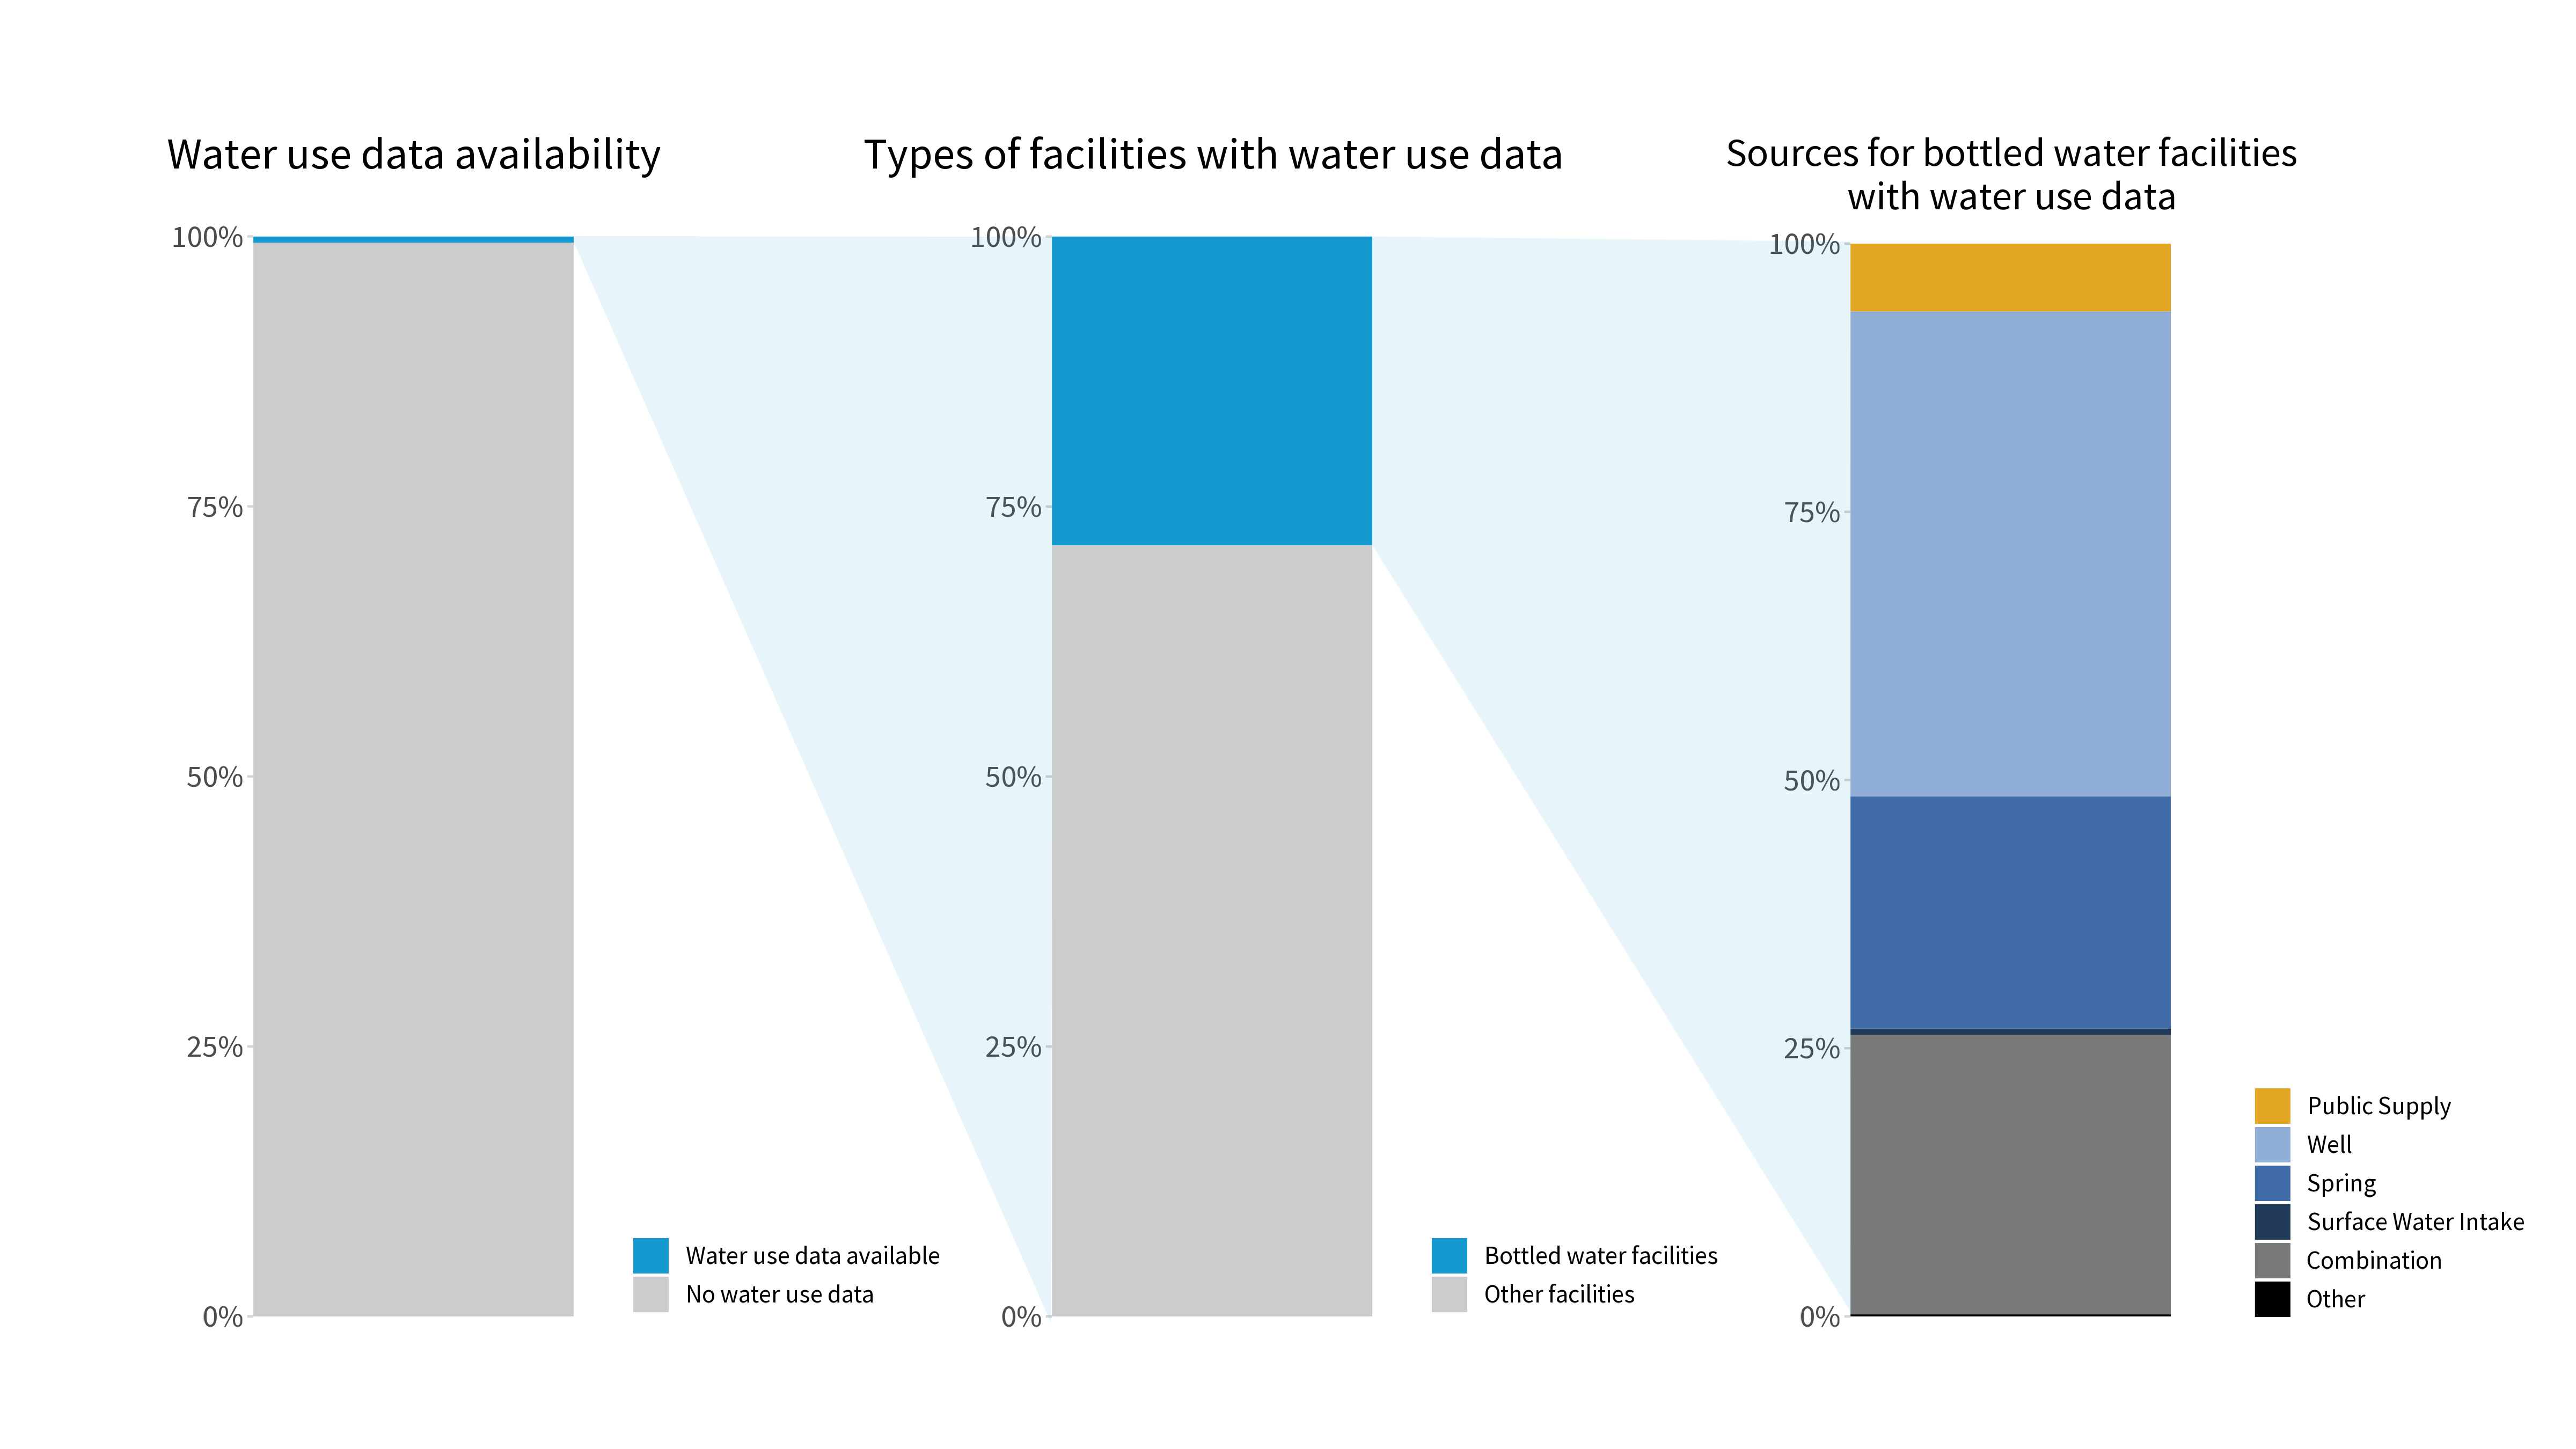 Water use data availability
100%
75%
50%
25%
0%
Water use data available
No water use data
Types of facilities with water use data
100%
75%
50%
25%
0%
Bottled water facilities
Other facilities
Sources for bottled water facilities
with water use data
100%
75%
50%
25%
0%
Public Supply
Well
Spring
Surface Water Intake
Combination
Other